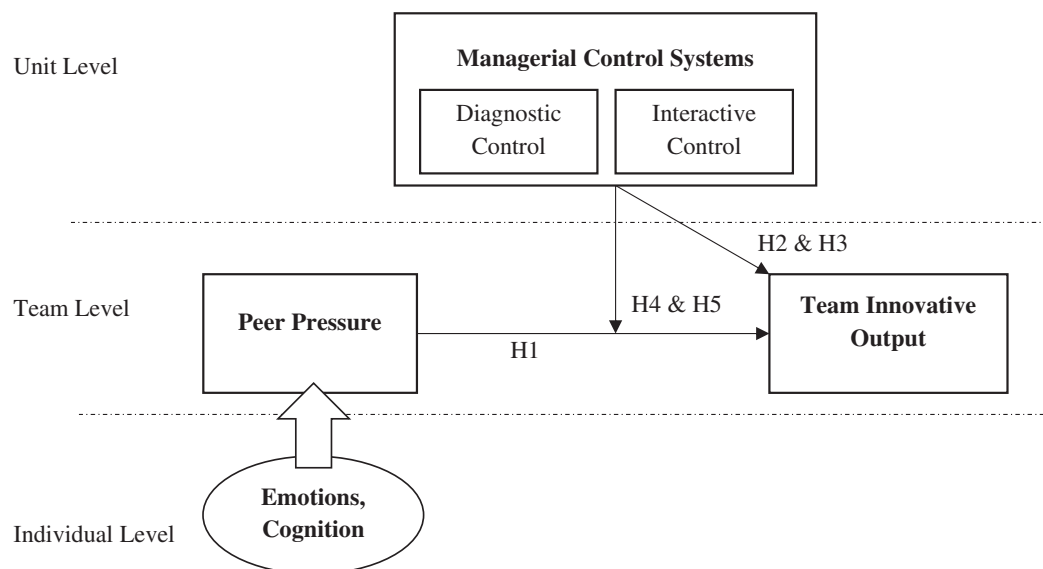 Unit Level
Managerial Control Systems
Diagnostic
Control
Interactive
Control
H2 & H3
Team Level
Peer Pressure
H4 & H5
H1
Team Innovative
Output
Emotions,
Cognition
Individual Level